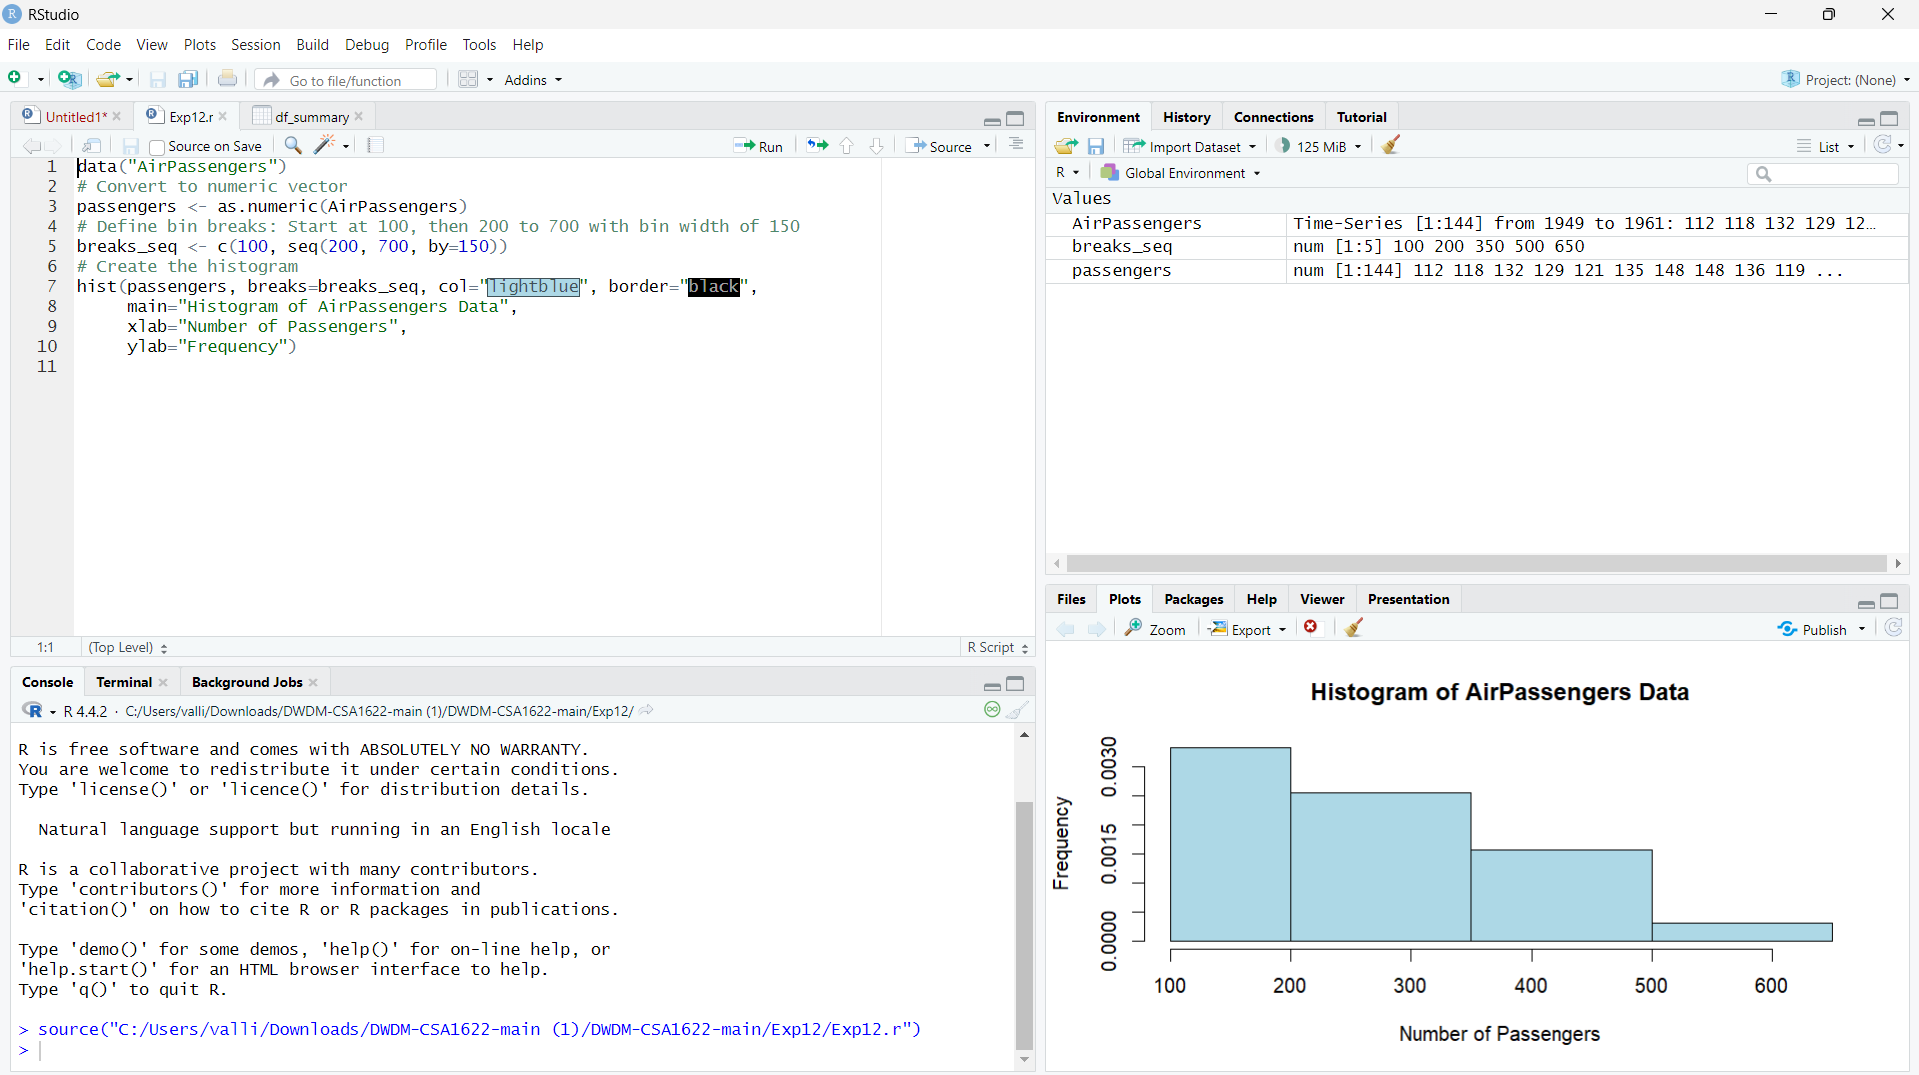 RStudio
File Edit Code View Plots Session Build Debug Profile Tools Help
Go to file/function Addins Project: (None)
Untitled1* Exp12.r df_summary
Source on Save Run Source
1 data("AirPassengers")
2 # Convert to numeric vector
3 passengers <- as.numeric(AirPassengers)
4 # Define bin breaks: Start at 100, then 200 to 700 with bin width of 150
5 breaks_seq <- c(100, seq(200, 700, by=150))
6 # Create the histogram
7 hist(passengers, breaks=breaks_seq, col="lightblue", border="black",
8 main="Histogram of AirPassengers Data",
9 xlab="Number of Passengers",
10 ylab="Frequency")
11
1:1 (Top Level) R Script
Console Terminal Background Jobs
R 4.4.2 · C:/Users/valli/Downloads/DWDM-CSA1622-main (1)/DWDM-CSA1622-main/Exp12/
R is free software and comes with ABSOLUTELY NO WARRANTY.
You are welcome to redistribute it under certain conditions.
Type 'license()' or 'licence()' for distribution details.
Natural language support but running in an English locale
R is a collaborative project with many contributors.
Type 'contributors()' for more information and
'citation()' on how to cite R or R packages in publications.
Type 'demo()' for some demos, 'help()' for on-line help, or
'help.start()' for an HTML browser interface to help.
Type 'q()' to quit R.
> source("C:/Users/valli/Downloads/DWDM-CSA1622-main (1)/DWDM-CSA1622-main/Exp12/Exp12.r")
>
Environment History Connections Tutorial
Import Dataset 125 MiB List
R Global Environment
Values
AirPassengers Time-Series [1:144] from 1949 to 1961: 112 118 132 129 12…
breaks_seq num [1:5] 100 200 350 500 650
passengers num [1:144] 112 118 132 129 121 135 148 148 136 119 ...
Files Plots Packages Help Viewer Presentation
Zoom Export Publish
Histogram of AirPassengers Data
Frequency
0.0030
0.0015
0.0000
100 200 300 400 500 600
Number of Passengers